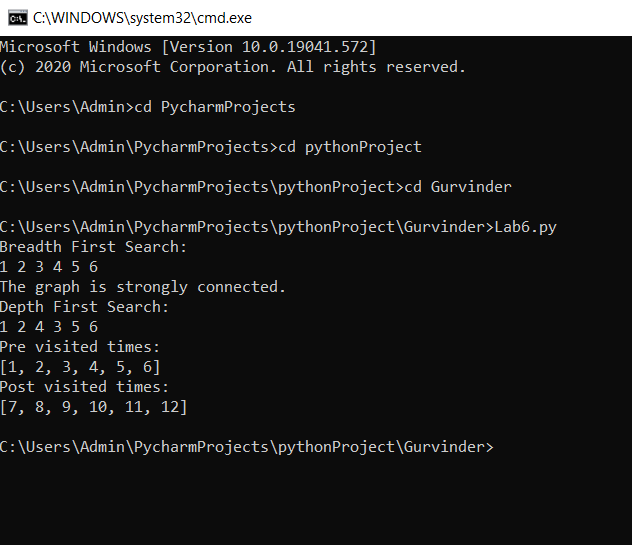 C:\WINDOWS\system32\cmd.exe
Microsoft Windows [Version 10.0.19041.572]
(c) 2020 Microsoft Corporation. All rights reserved.
C:\Users\Admin>cd PycharmProjects
C:\Users\Admin\PycharmProjects>cd pythonProject
C:\Users\Admin\PycharmProjects\pythonProject>cd Gurvinder
C:\Users\Admin\PycharmProjects\pythonProject\Gurvinder>Lab6.py
Breadth First Search:
1 2 3 4 5 6
The graph is strongly connected.
Depth First Search:
1 2 4 3 5 6
Pre visited times:
[1, 2, 3, 4, 5, 6]
Post visited times:
[7, 8, 9, 10, 11, 12]
C:\Users\Admin\PycharmProjects\pythonProject\Gurvinder>